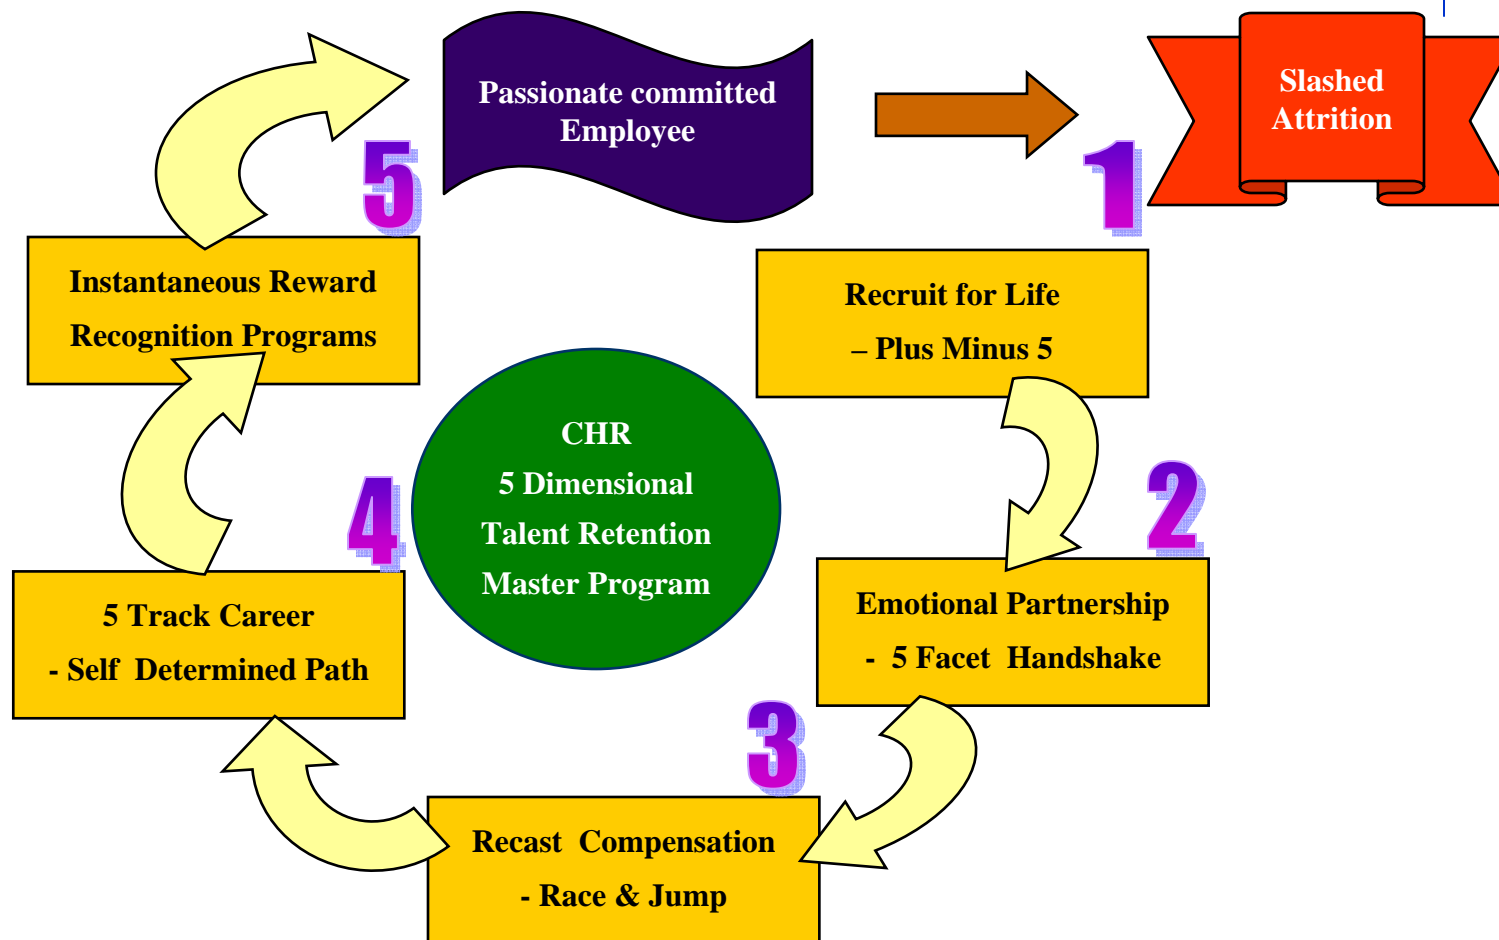 Passionate committed
Employee
Slashed
Attrition
1
Recruit for Life
– Plus Minus 5
2
Emotional Partnership
- 5 Facet Handshake
3
Recast Compensation
- Race & Jump
4
5 Track Career
- Self Determined Path
5
Instantaneous Reward
Recognition Programs
CHR
5 Dimensional
Talent Retention
Master Program